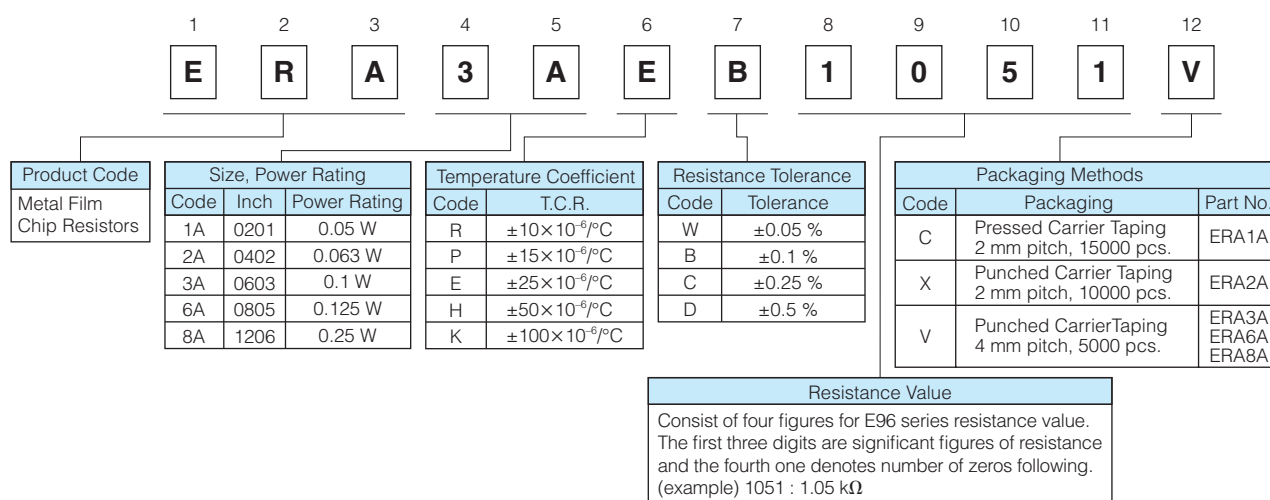 1 2 3 4 5 6 7 8 9 10 11 12
E R A 3 A E B 1 0 5 1 V
Product Code
Metal Film
Chip Resistors
Size, Power Rating
Code Inch Power Rating
1A 0201 0.05 W
2A 0402 0.063 W
3A 0603 0.1 W
6A 0805 0.125 W
8A 1206 0.25 W
Temperature Coefficient
Code T.C.R.
R ±10×10⁻⁶/°C
P ±15×10⁻⁶/°C
E ±25×10⁻⁶/°C
H ±50×10⁻⁶/°C
K ±100×10⁻⁶/°C
Resistance Tolerance
Code Tolerance
W ±0.05 %
B ±0.1 %
C ±0.25 %
D ±0.5 %
Packaging Methods
Code Packaging Part No.
C Pressed Carrier Taping
2 mm pitch, 15000 pcs. ERA1A
X Punched Carrier Taping
2 mm pitch, 10000 pcs. ERA2A
V Punched CarrierTaping
4 mm pitch, 5000 pcs.
ERA3A
ERA6A
ERA8A
Resistance Value
Consist of four figures for E96 series resistance value.
The first three digits are significant figures of resistance
and the fourth one denotes number of zeros following.
(example) 1051 : 1.05 kΩ